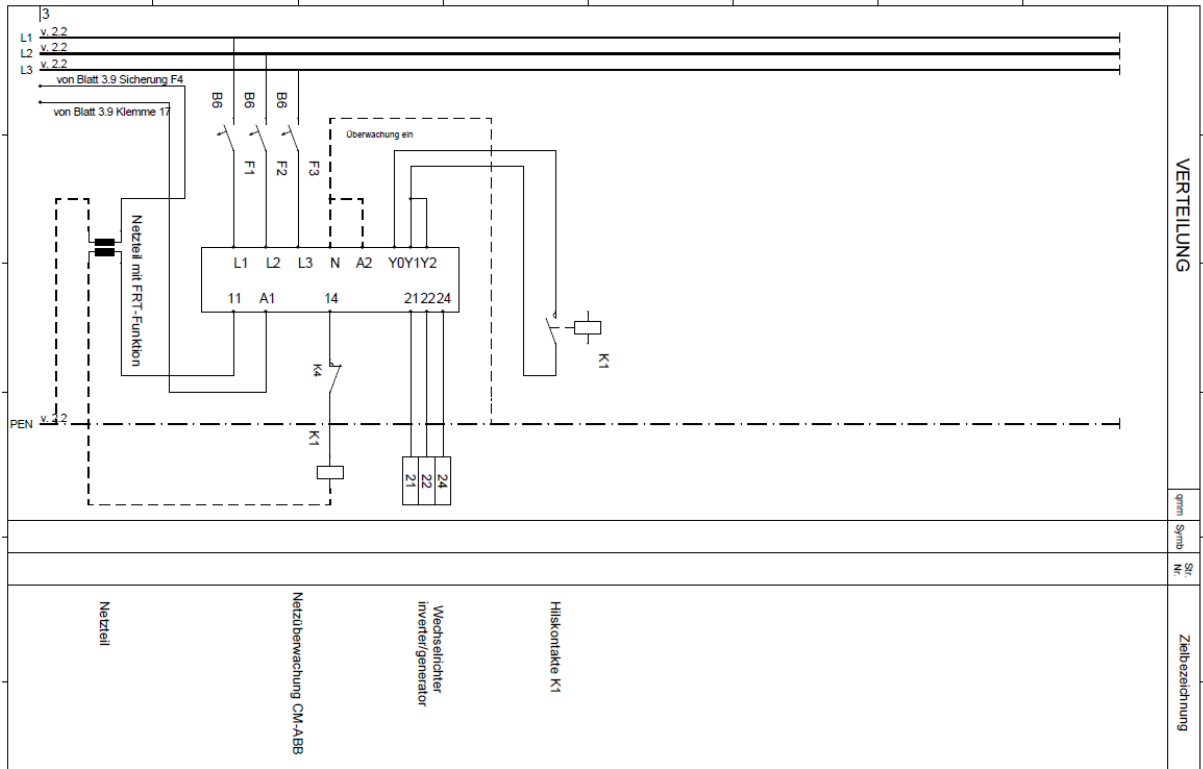 3
L1 v. 2.2
L2 v. 2.2
L3 v. 2.2
von Blatt 3.9 Sicherung F4
von Blatt 3.9 Klemme 17
B6 B6 B6
Überwachung ein
F1 F2 F3
VERTEILUNG
Netzteil mit FRT-Funktion
L1 L2 L3 N A2 Y0Y1Y2
11 A1 14 212224
K1
K4
PEN v. 2.2
K1
21 22 24
qmm
Symb
Str. Nr.
Netzteil
Netzüberwachung CM-ABB
Wechselrichter
inverter/generator
Hilskontakte K1
Zielbezeichnung